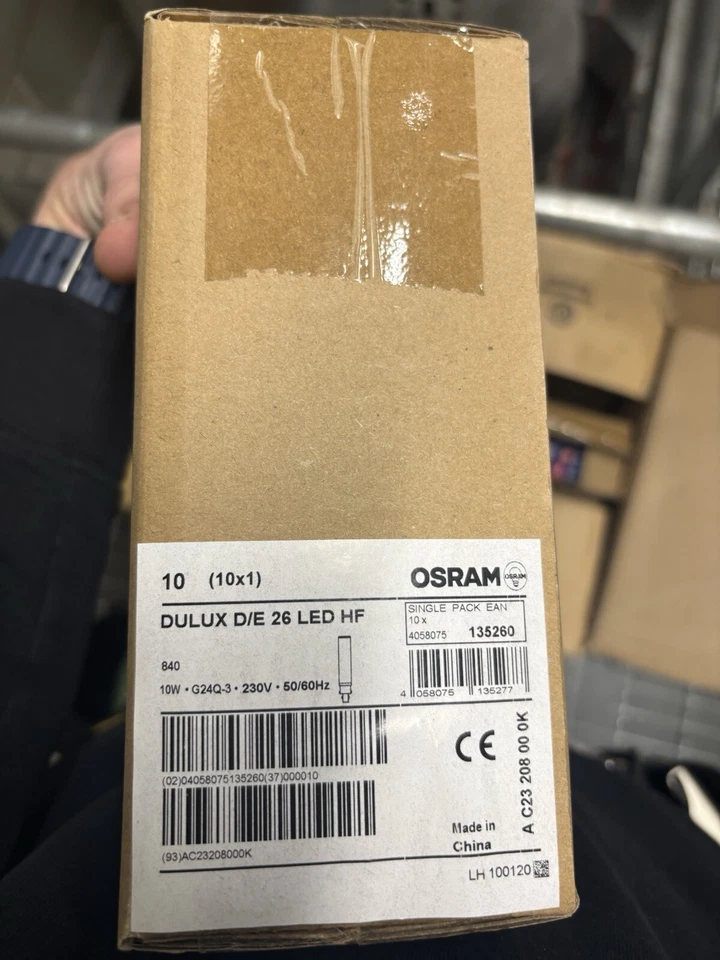 10 (10x1)
OSRAM OSRAM
DULUX D/E 26 LED HF
SINGLE PACK EAN
10 x
4058075 135260
840
10W • G24Q-3 • 230V • 50/60Hz
4 058075 135277
(02)04058075135260(37)000010
CE
A C23 208 00 0K
(93)AC23208000K
Made in
China
LH 100120